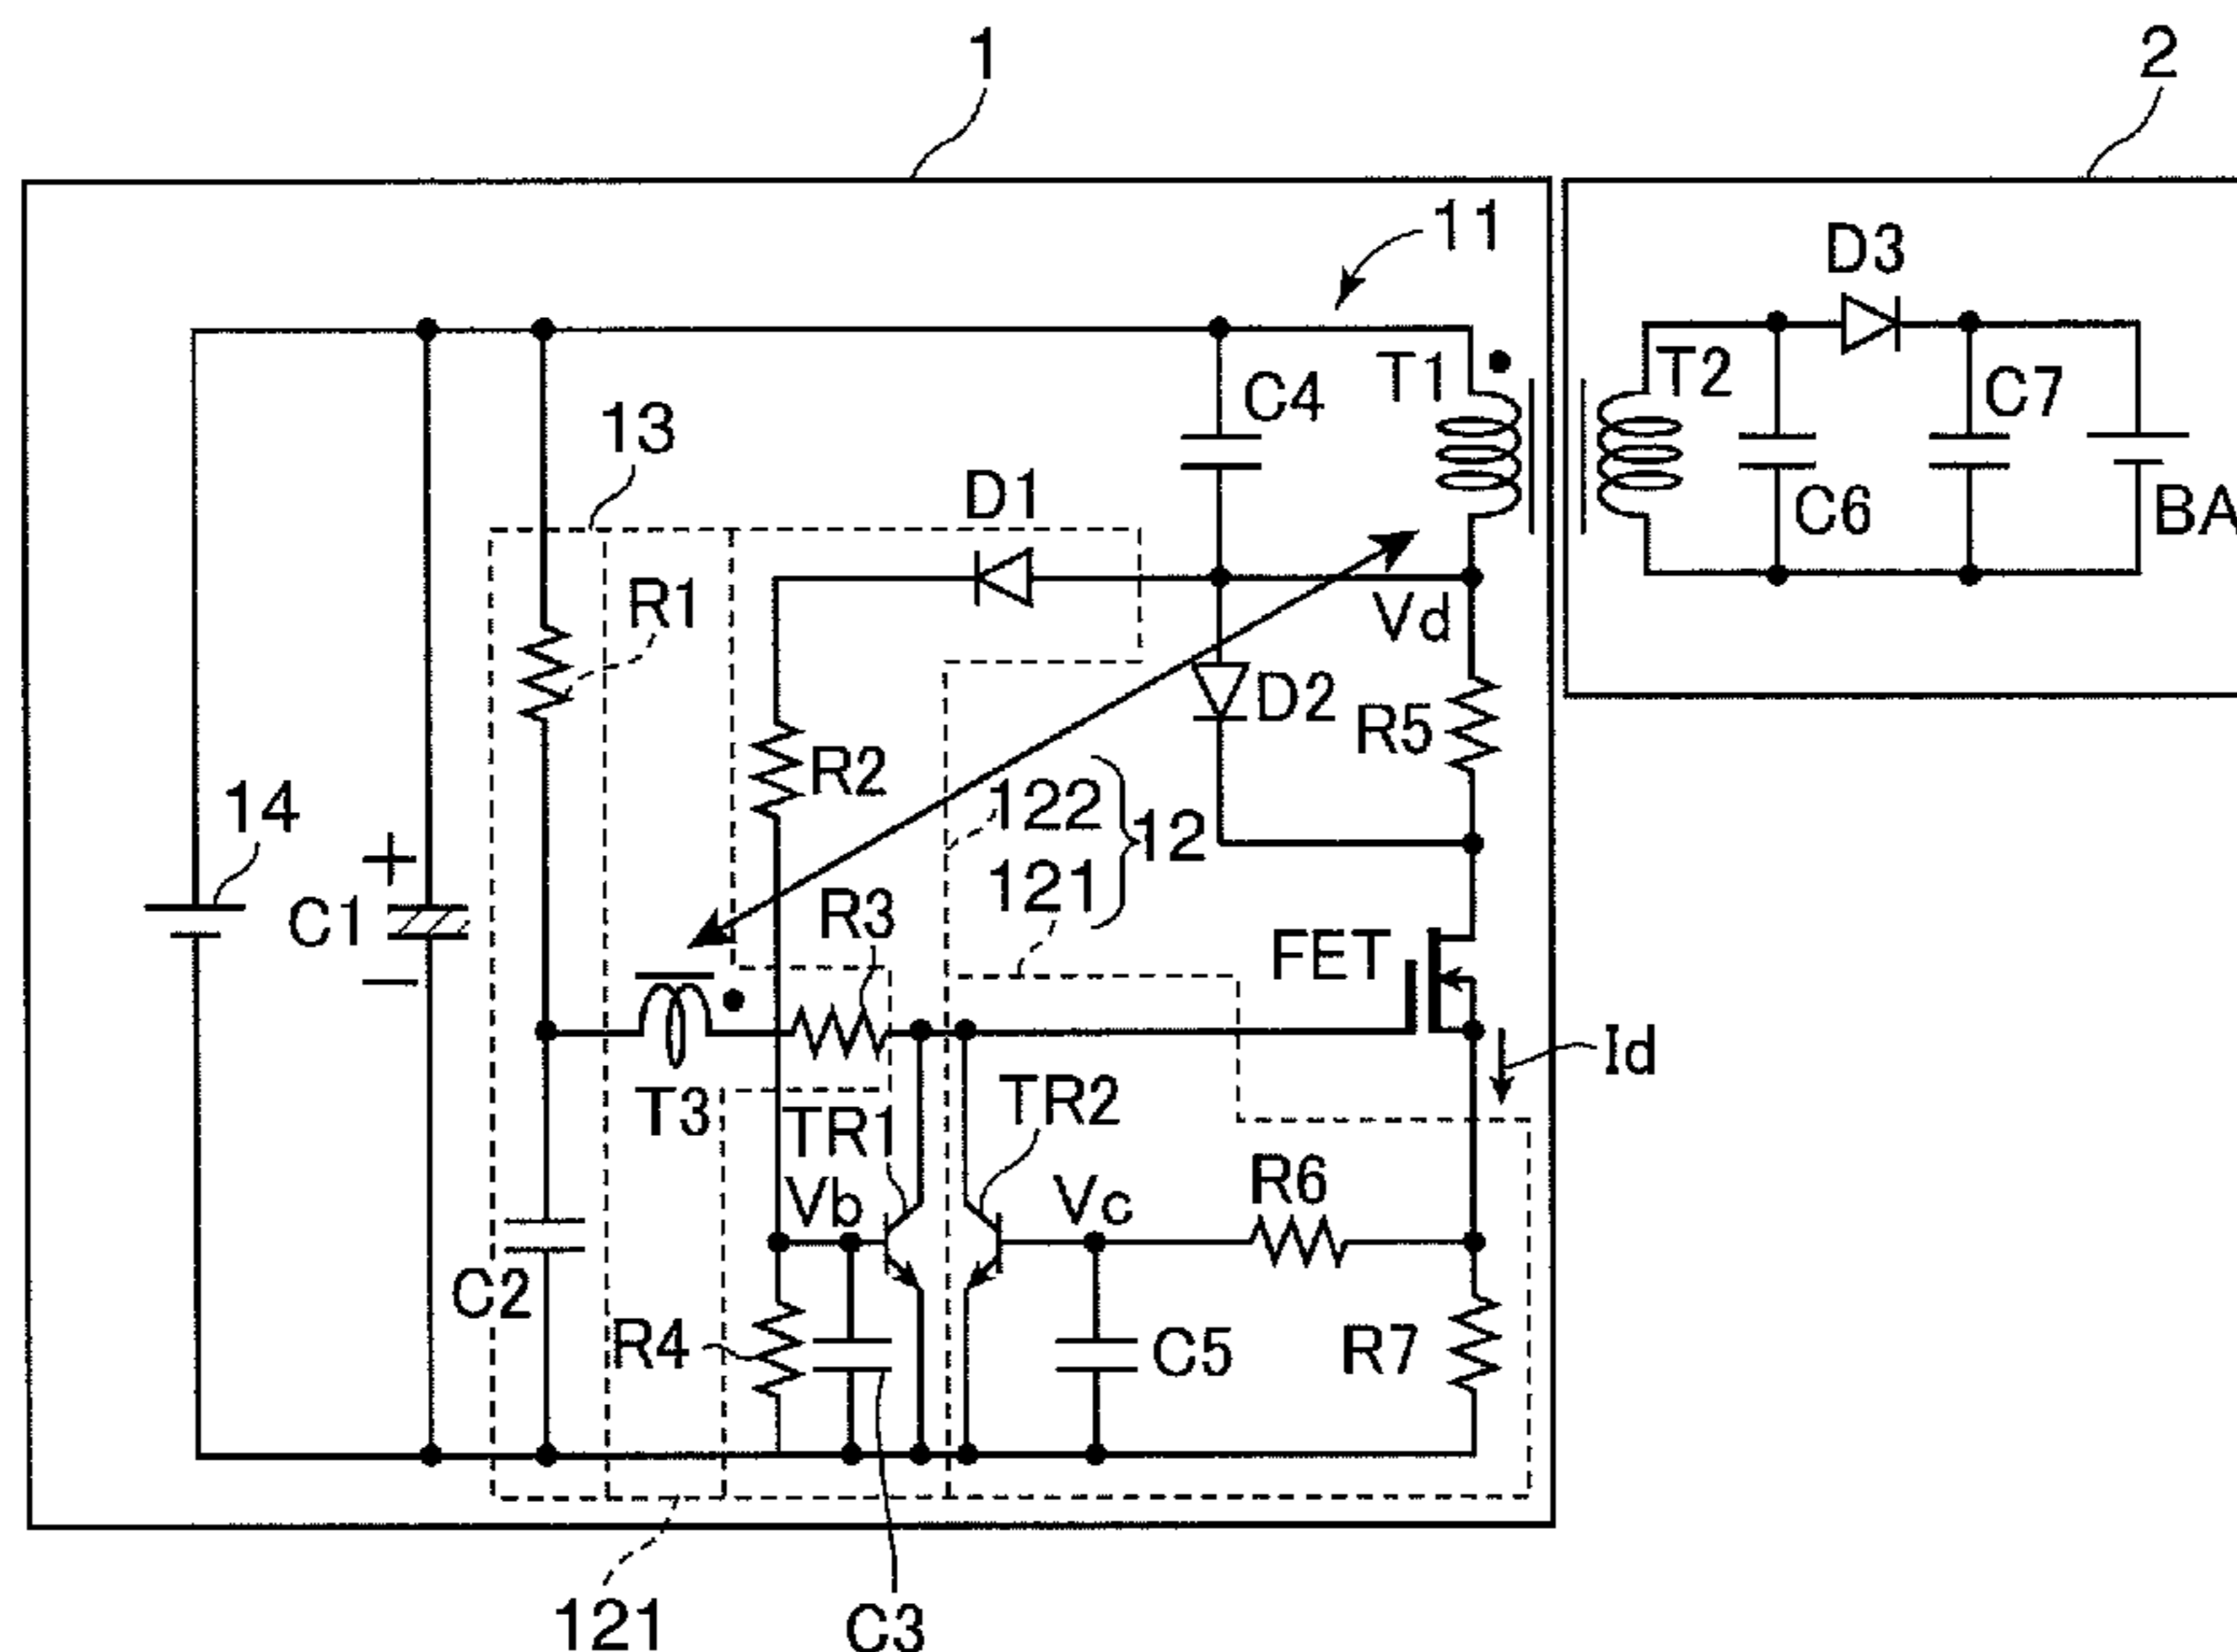 1
2
11
D3
T1
T2
C4
C7
13
D1
C6
BA
R1
Vd
D2
R5
R2
14
122
12
+
121
C1
R3
FET
−
Id
T3
TR1
TR2
Vb
Vc
R6
C2
R4
C5
R7
121
C3